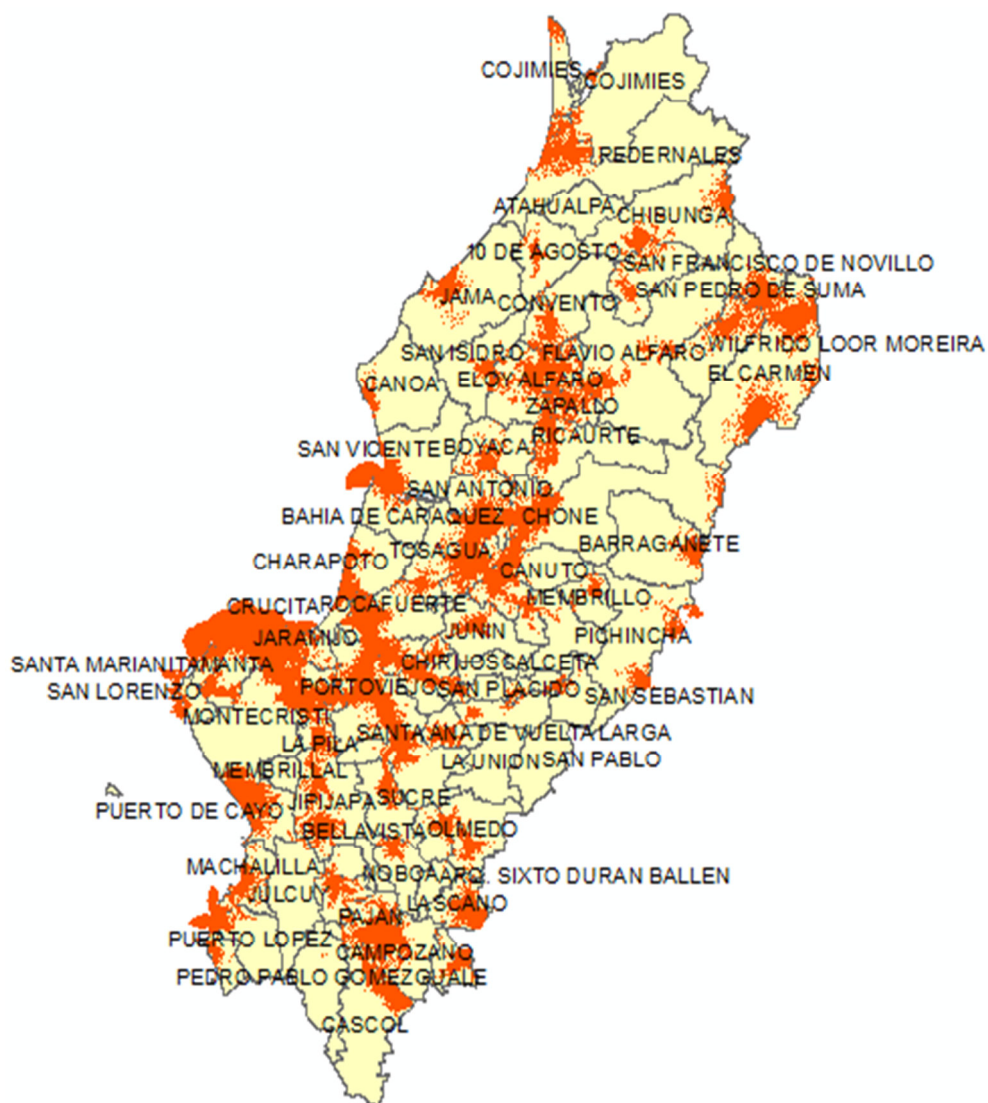 COJIMIES
COJIMIES
REDERNALES
ATAHUALPA
CHIBUNGA
10 DE AGOSTO
SAN FRANCISCO DE NOVILLO
JAMA
CONVENTO
SAN PEDRO DE SUMA
SAN ISIDRO
FLAVIO ALFARO
WILFRIDO LOOR MOREIRA
CANOA
ELOY ALFARO
EL CARMEN
ZAPALLO
SAN VICENTE
BOYACA
RICAURTE
SAN ANTONIO
BAHIA DE CARAQUEZ
CHONE
CHARAPOTO
TOSAGUA
BARRAGANETE
CANUTO
CRUCITA
ROCAFUERTE
MEMBRILLO
JARAMIJO
JUNIN
PICHINCHA
SANTA MARIANITA
MANTA
CHIRIJOS
CALCETA
SAN LORENZO
PORTOVIEJO
SAN PLACIDO
SAN SEBASTIAN
MONTECRISTI
LA PILA
SANTA ANA DE VUELTA LARGA
MEMBRILLAL
LA UNION
SAN PABLO
PUERTO DE CAYO
JIPIJAPA
SUCRE
BELLAVISTA
OLMEDO
MACHALILLA
NOBOA
ARQ. SIXTO DURAN BALLEN
JULCUY
LASCANO
PAJAN
PUERTO LOPEZ
CAMPOZANO
PEDRO PABLO GOMEZ
GUALE
CASCOL